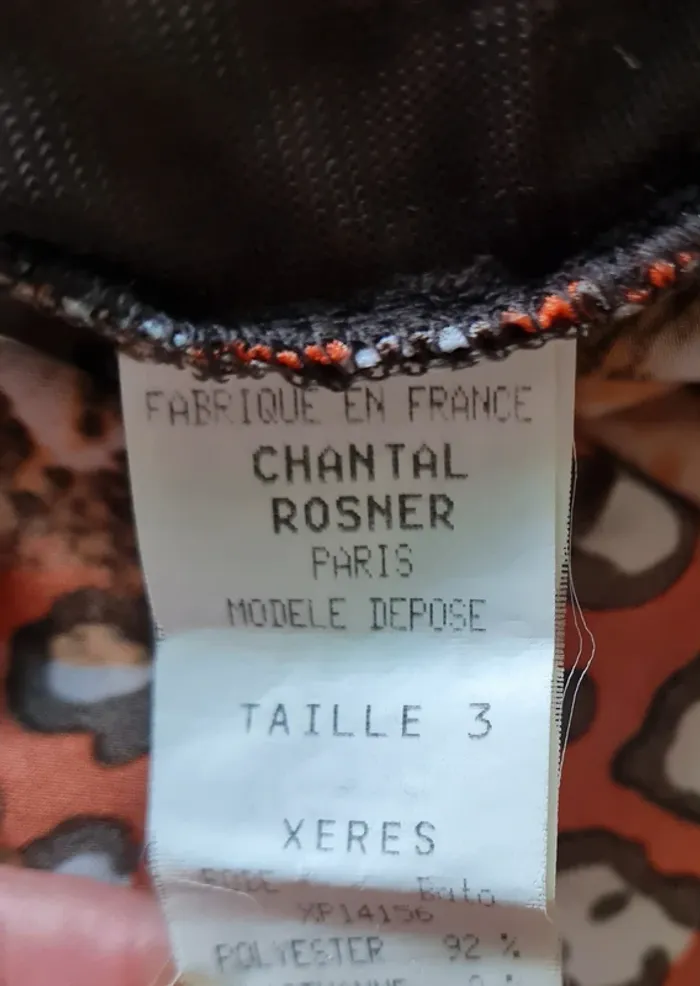 FABRIQUE EN FRANCE
CHANTAL
ROSNER
PARIS
MODELE DEPOSE
TAILLE 3
XERES
XP14156
POLYESTER 92 %